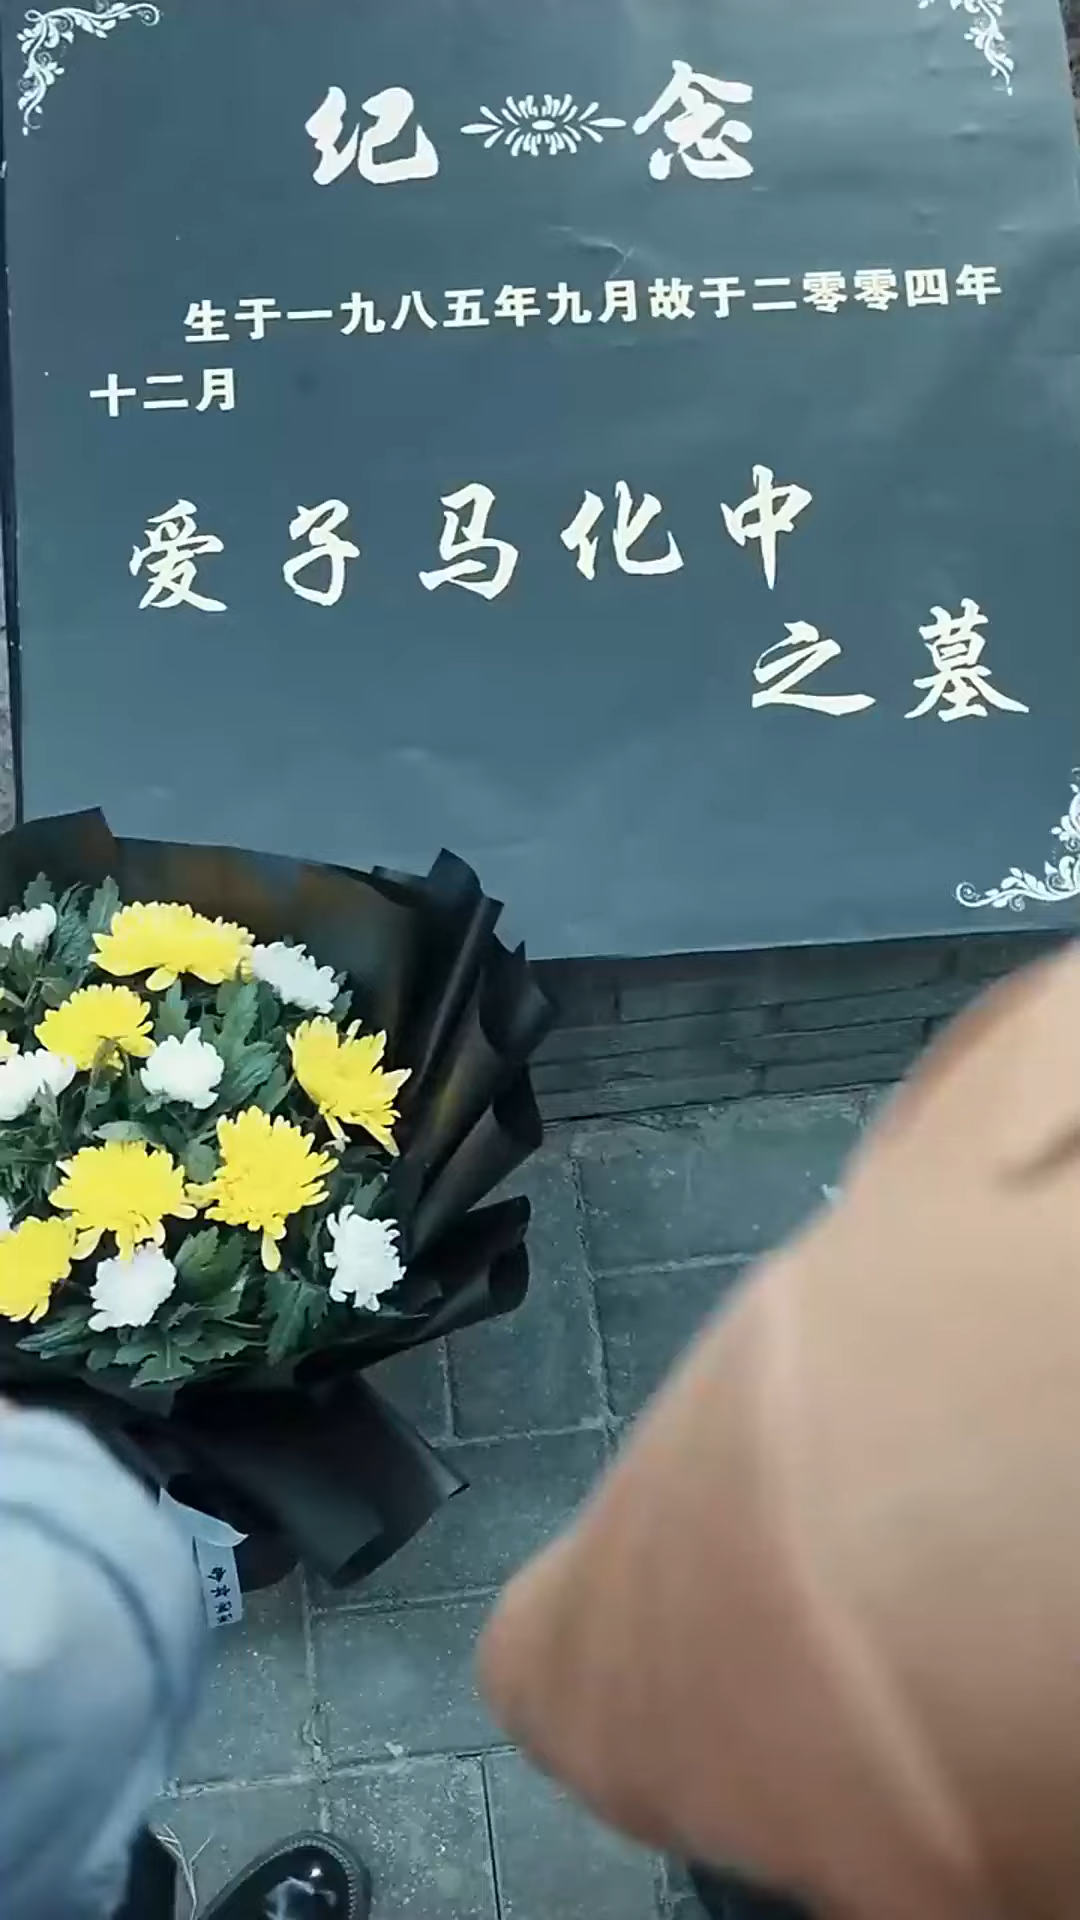 纪念
生于一九八五年九月故于二零零四年
十二月
爱子马化中
之墓